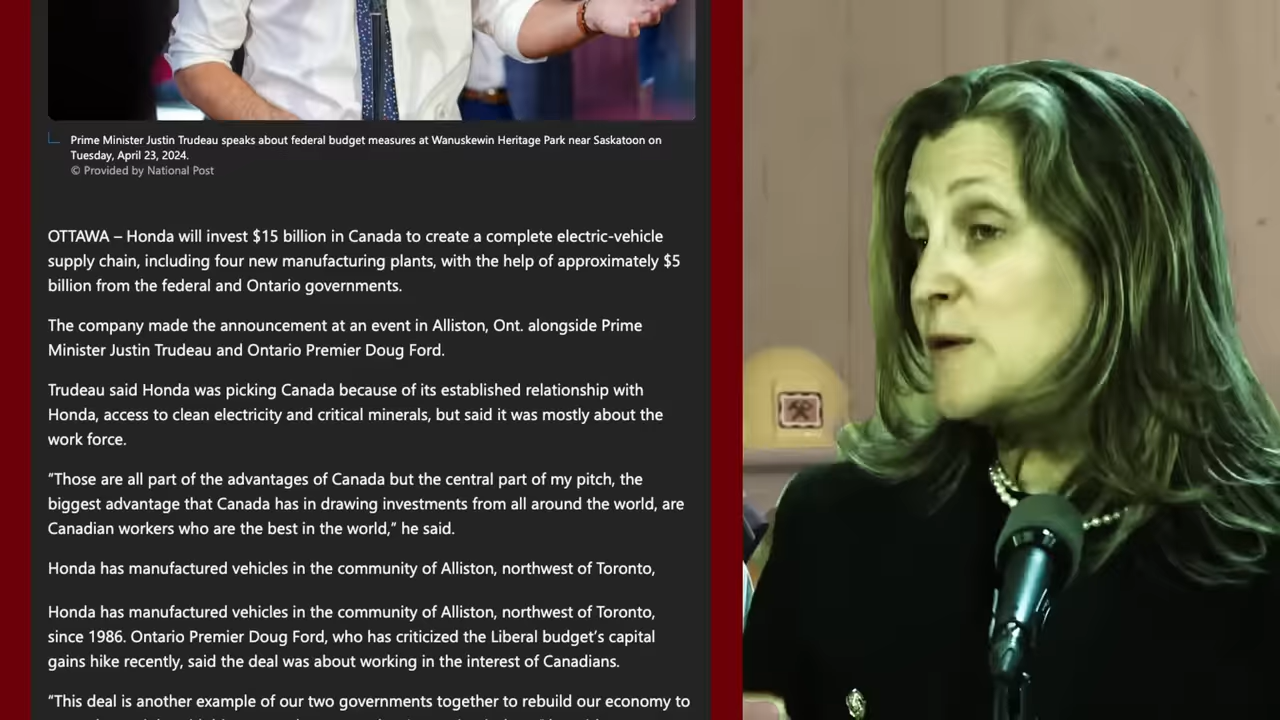 Prime Minister Justin Trudeau speaks about federal budget measures at Wanuskewin Heritage Park near Saskatoon on
Tuesday, April 23, 2024.
© Provided by National Post
OTTAWA – Honda will invest $15 billion in Canada to create a complete electric-vehicle
supply chain, including four new manufacturing plants, with the help of approximately $5
billion from the federal and Ontario governments.
The company made the announcement at an event in Alliston, Ont. alongside Prime
Minister Justin Trudeau and Ontario Premier Doug Ford.
Trudeau said Honda was picking Canada because of its established relationship with
Honda, access to clean electricity and critical minerals, but said it was mostly about the
work force.
“Those are all part of the advantages of Canada but the central part of my pitch, the
biggest advantage that Canada has in drawing investments from all around the world, are
Canadian workers who are the best in the world,” he said.
Honda has manufactured vehicles in the community of Alliston, northwest of Toronto,
Honda has manufactured vehicles in the community of Alliston, northwest of Toronto,
since 1986. Ontario Premier Doug Ford, who has criticized the Liberal budget’s capital
gains hike recently, said the deal was about working in the interest of Canadians.
“This deal is another example of our two governments together to rebuild our economy to